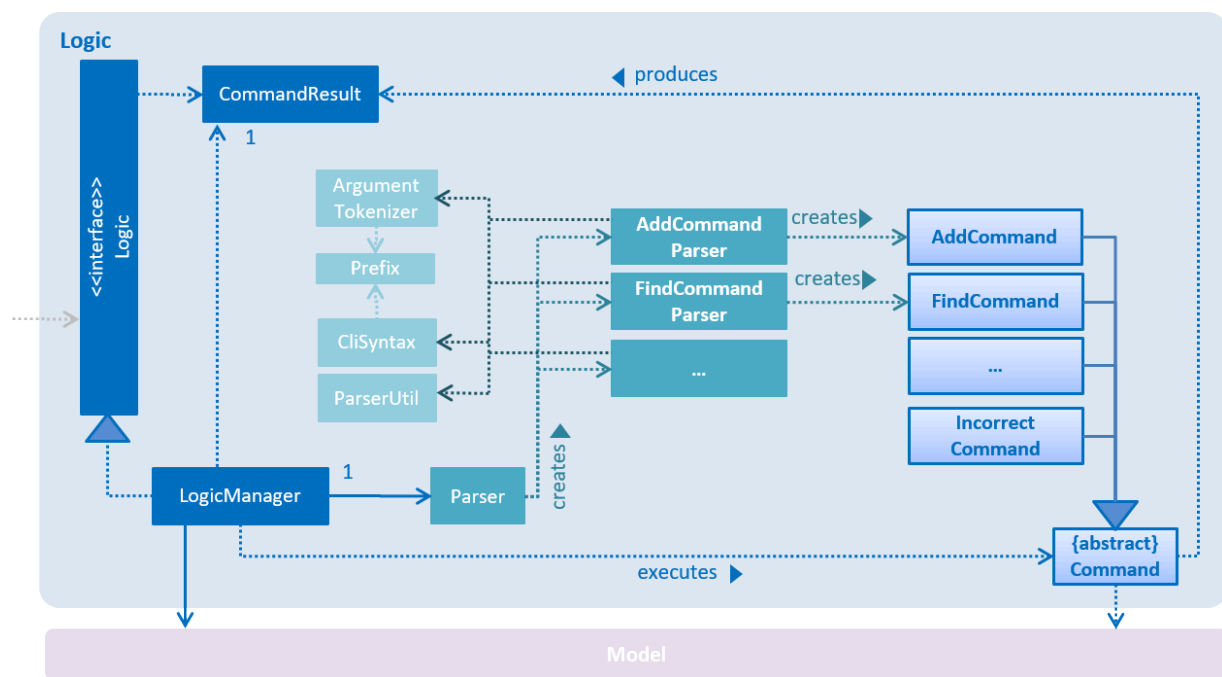 Logic
<<interface>>
Logic
CommandResult
produces
1
Argument
Tokenizer
Prefix
CliSyntax
ParserUtil
AddCommand
Parser
creates
AddCommand
FindCommand
Parser
creates
FindCommand
...
...
Incorrect
Command
LogicManager
1
Parser
creates
executes
{abstract}
Command
Model